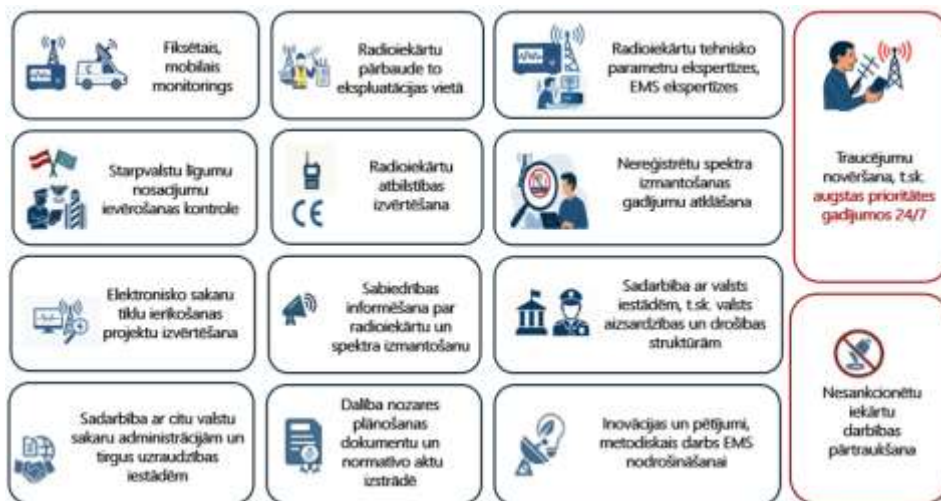 Fiksētais,
mobilais
monitorings
Radioiekārtu
pārbaude to
ekspluatācijas vietā
Radioiekārtu tehnisko
parametru ekspertīzes,
EMS ekspertīzes
Traucējumu
novēršana, t.sk.
augstas prioritātes
gadījumos 24/7
Starpvalstu līgumu
nosacījumu
ievērošanas kontrole
CE
Radioiekārtu
atbilstības
izvērtēšana
Nereģistrētu spektra
izmantošanas
gadījumu atklāšana
Elektronisko sakaru
tīklu ierīkošanas
projektu izvērtēšana
Sabiedrības
informēšana par
radioiekārtu un
spektra izmantošanu
Sadarbība ar valsts
iestādēm, t.sk. valsts
aizsardzības un drošības
struktūrām
Nesankcionētu
iekārtu
darbības
pārtraukšana
Sadarbība ar citu valstu
sakaru administrācijām un
tirgus uzraudzības
iestādēm
Dalība nozares
plānošanas
dokumentu un
normatīvo aktu
izstrādē
Inovācijas un pētījumi,
metodiskais darbs EMS
nodrošināšanai